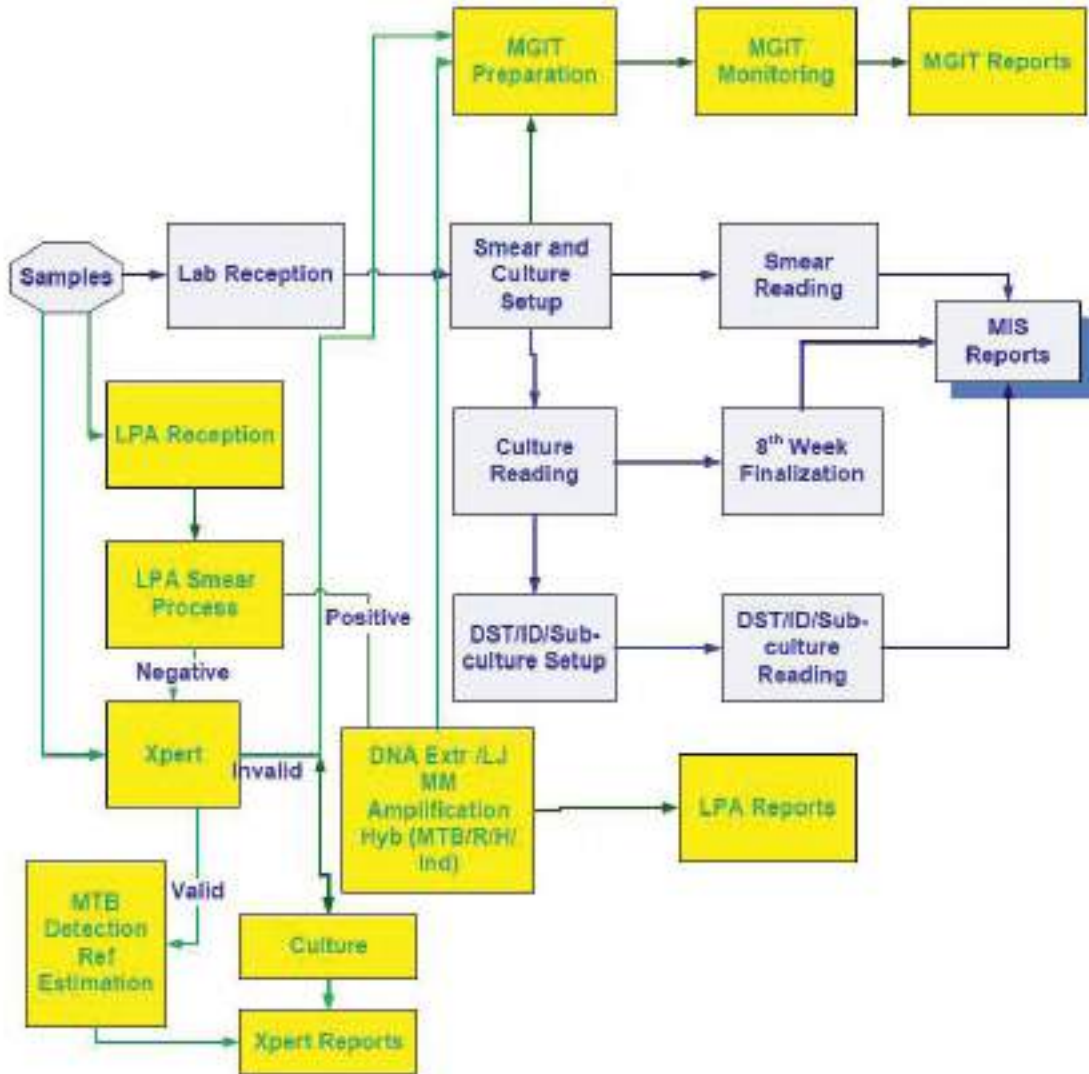 MGIT
Preparation
MGIT
Monitoring
MGIT Reports
Samples
Lab Reception
Smear and
Culture
Setup
Smear
Reading
MIS
Reports
LPA Reception
Culture
Reading
8th Week
Finalization
LPA Smear
Process
Positive
DST/ID/Sub-
culture Setup
DST/ID/Sub-
culture
Reading
Negative
Xpert
Invalid
DNA Extr /LJ
MM
Amplification
Hyb (MTB/R/H/
Ind)
LPA Reports
Valid
MTB
Detection
Ref
Estimation
Culture
Xpert Reports